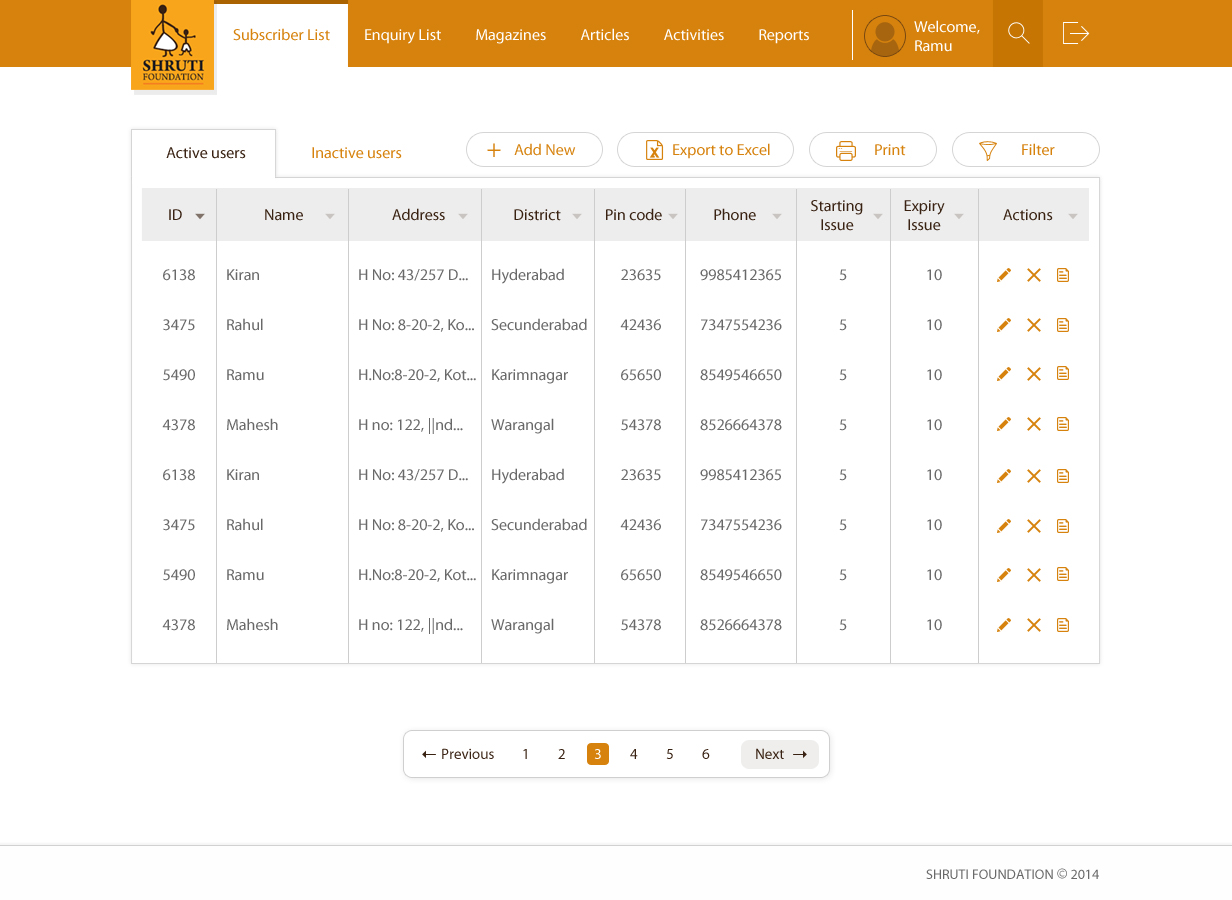 SHRUTI
FOUNDATION
Subscriber List
Enquiry List
Magazines
Articles
Activities
Reports
Welcome,
Ramu
Active users
Inactive users
Add New
Export to Excel
Print
Filter
ID Name Address District Pin code Phone Starting Issue Expiry Issue Actions
6138 Kiran H No: 43/257 D... Hyderabad 23635 9985412365 5 10
3475 Rahul H No: 8-20-2, Ko... Secunderabad 42436 7347554236 5 10
5490 Ramu H.No:8-20-2, Kot... Karimnagar 65650 8549546650 5 10
4378 Mahesh H no: 122, ||nd... Warangal 54378 8526664378 5 10
6138 Kiran H No: 43/257 D... Hyderabad 23635 9985412365 5 10
3475 Rahul H No: 8-20-2, Ko... Secunderabad 42436 7347554236 5 10
5490 Ramu H.No:8-20-2, Kot... Karimnagar 65650 8549546650 5 10
4378 Mahesh H no: 122, ||nd... Warangal 54378 8526664378 5 10
← Previous 1 2 3 4 5 6 Next →
SHRUTI FOUNDATION © 2014